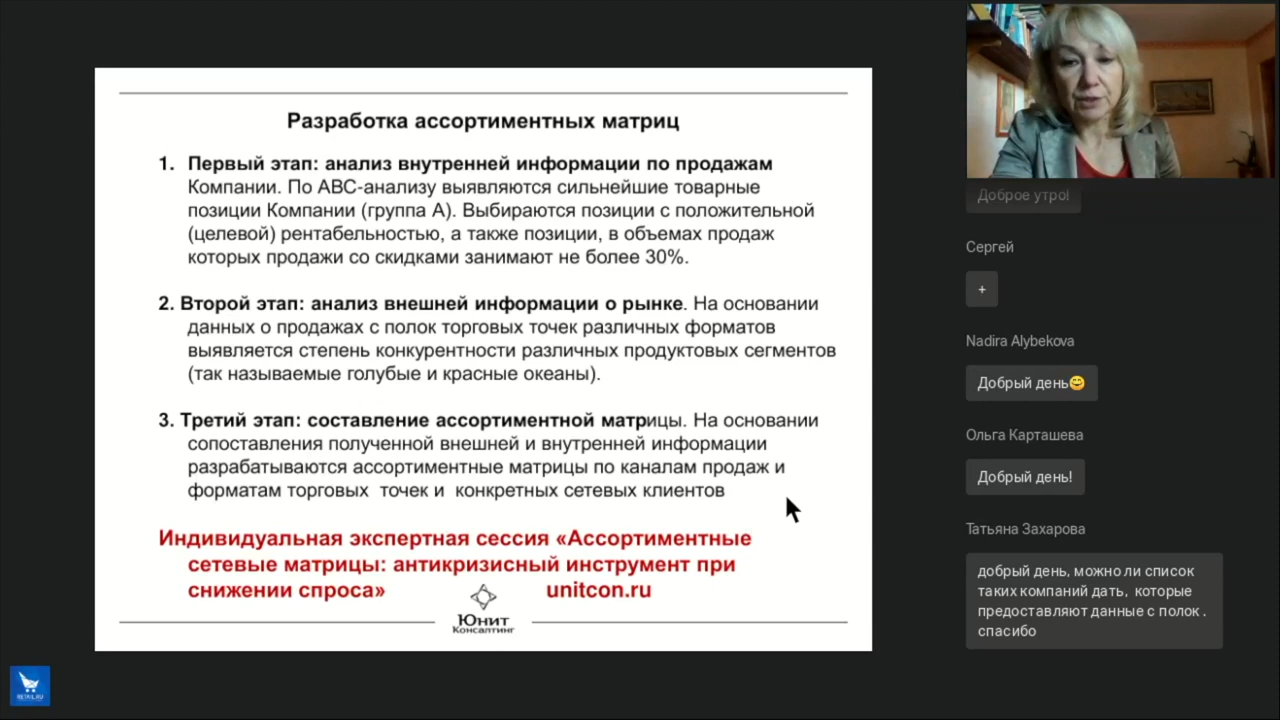 Разработка ассортиментных матриц
1. Первый этап: анализ внутренней информации по продажам
Компании. По АВС-анализу выявляются сильнейшие товарные
позиции Компании (группа А). Выбираются позиции с положительной
(целевой) рентабельностью, а также позиции, в объемах продаж
которых продажи со скидками занимают не более 30%.
2. Второй этап: анализ внешней информации о рынке. На основании
данных о продажах с полок торговых точек различных форматов
выявляется степень конкурентности различных продуктовых сегментов
(так называемые голубые и красные океаны).
3. Третий этап: составление ассортиментной матрицы. На основании
сопоставления полученной внешней и внутренней информации
разрабатываются ассортиментные матрицы по каналам продаж и
форматам торговых точек и конкретных сетевых клиентов
Индивидуальная экспертная сессия «Ассортиментные
сетевые матрицы: антикризисный инструмент при
снижении спроса» unitcon.ru
Юнит
Консалтинг
Доброе утро!
Сергей
+
Nadira Alybekova
Добрый день😄
Ольга Карташева
Добрый день!
Татьяна Захарова
добрый день, можно ли список
таких компаний дать, которые
предоставляют данные с полок .
спасибо
RETAIL.RU